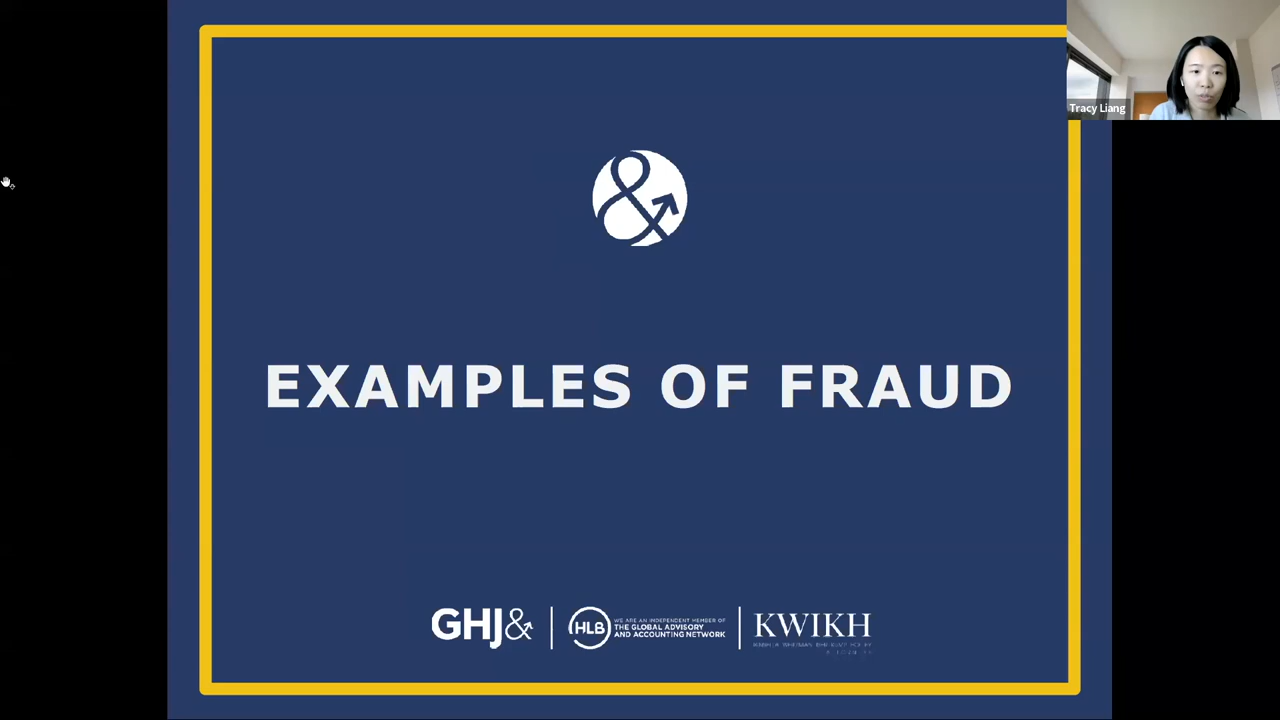 Tracy Liang
&
EXAMPLES OF FRAUD
GHJ&
HLB
WE ARE AN INDEPENDENT MEMBER OF
THE GLOBAL ADVISORY
AND ACCOUNTING NETWORK
KWIKH